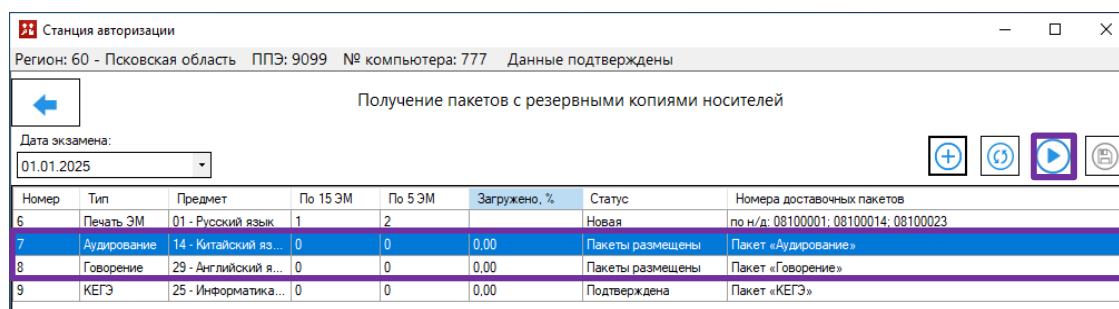 Станция авторизации
Регион: 60 - Псковская область ППЭ: 9099 № компьютера: 777 Данные подтверждены
Получение пакетов с резервными копиями носителей
Дата экзамена:
01.01.2025
Номер Тип Предмет По 15 ЭМ По 5 ЭМ Загружено, % Статус Номера доставочных пакетов
6 Печать ЭМ 01 - Русский язык 1 2 Новая по н/д: 08100001; 08100014; 08100023
7 Аудирование 14 - Китайский яз... 0 0 0,00 Пакеты размещены Пакет «Аудирование»
8 Говорение 29 - Английский я... 0 0 0,00 Пакеты размещены Пакет «Говорение»
9 КЕГЭ 25 - Информатика... 0 0 0,00 Подтверждена Пакет «КЕГЭ»